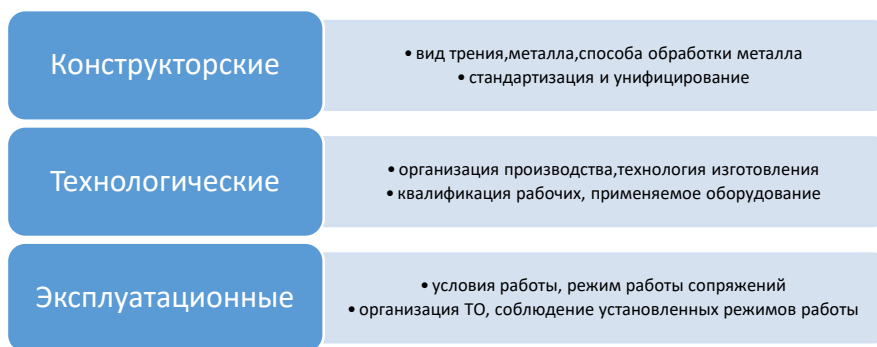 Конструкторские
• вид трения,металла,способа обработки металла
• стандартизация и унифицирование
Технологические
• организация производства,технология изготовления
• квалификация рабочих, применяемое оборудование
Эксплуатационные
• условия работы, режим работы сопряжений
• организация ТО, соблюдение установленных режимов работы